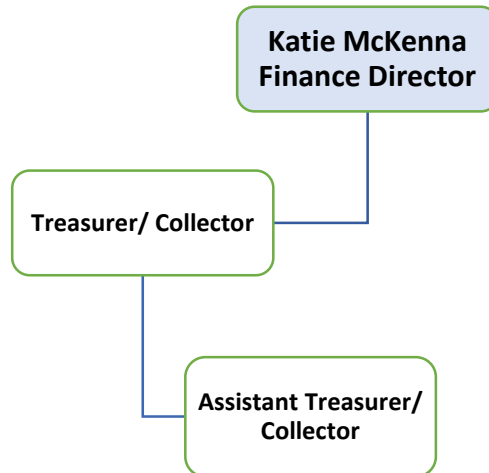 Katie McKenna
Finance Director
Treasurer/ Collector
Assistant Treasurer/
Collector